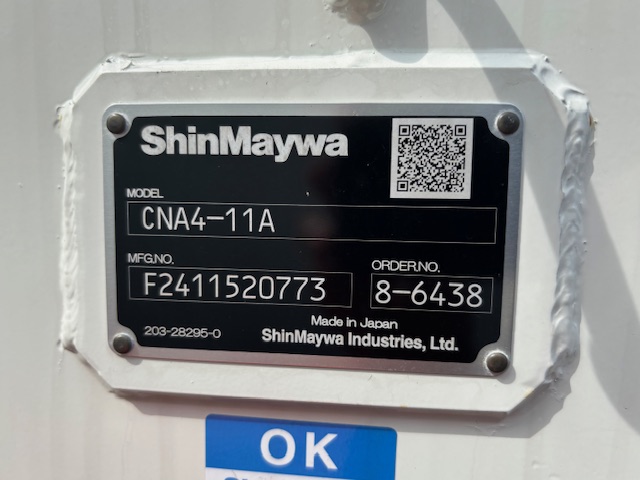 ShinMaywa
MODEL
CNA4-11A
MFG.NO.
F2411520773
ORDER.NO.
8-6438
Made in Japan
203-28295-0
ShinMaywa Industries, Ltd.
OK